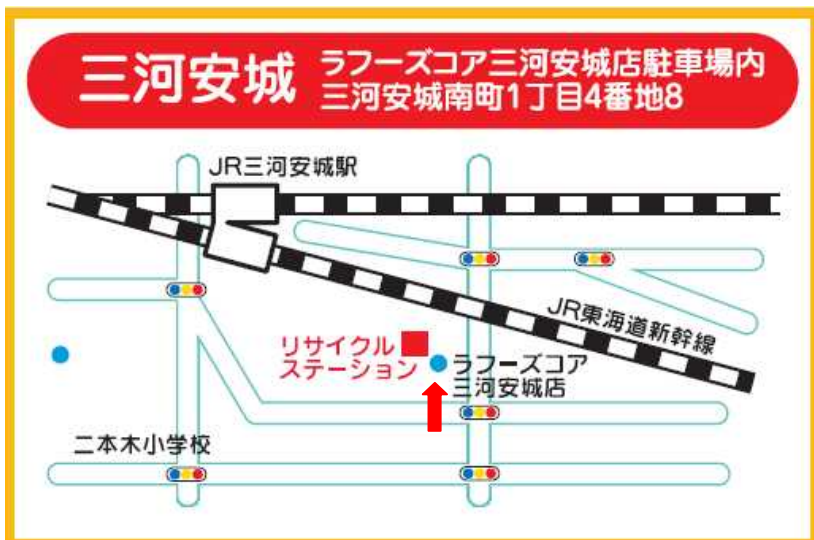 三河安城
ラフーズコア三河安城店駐車場内
三河安城南町1丁目4番地8
JR三河安城駅
JR東海道新幹線
リサイクル
ステーション
ラフーズコア
三河安城店
二本木小学校